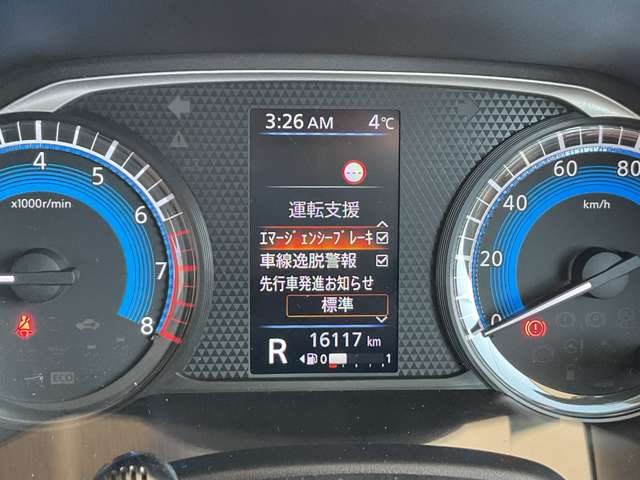 3:26 AM 4℃
運転支援
エマージェンシーブレーキ
車線逸脱警報
先行車発進お知らせ
標準
R 16117 km
0 1
4 5 6 7 8
x1000r/min
ECO
0 20 40 60 80
km/h